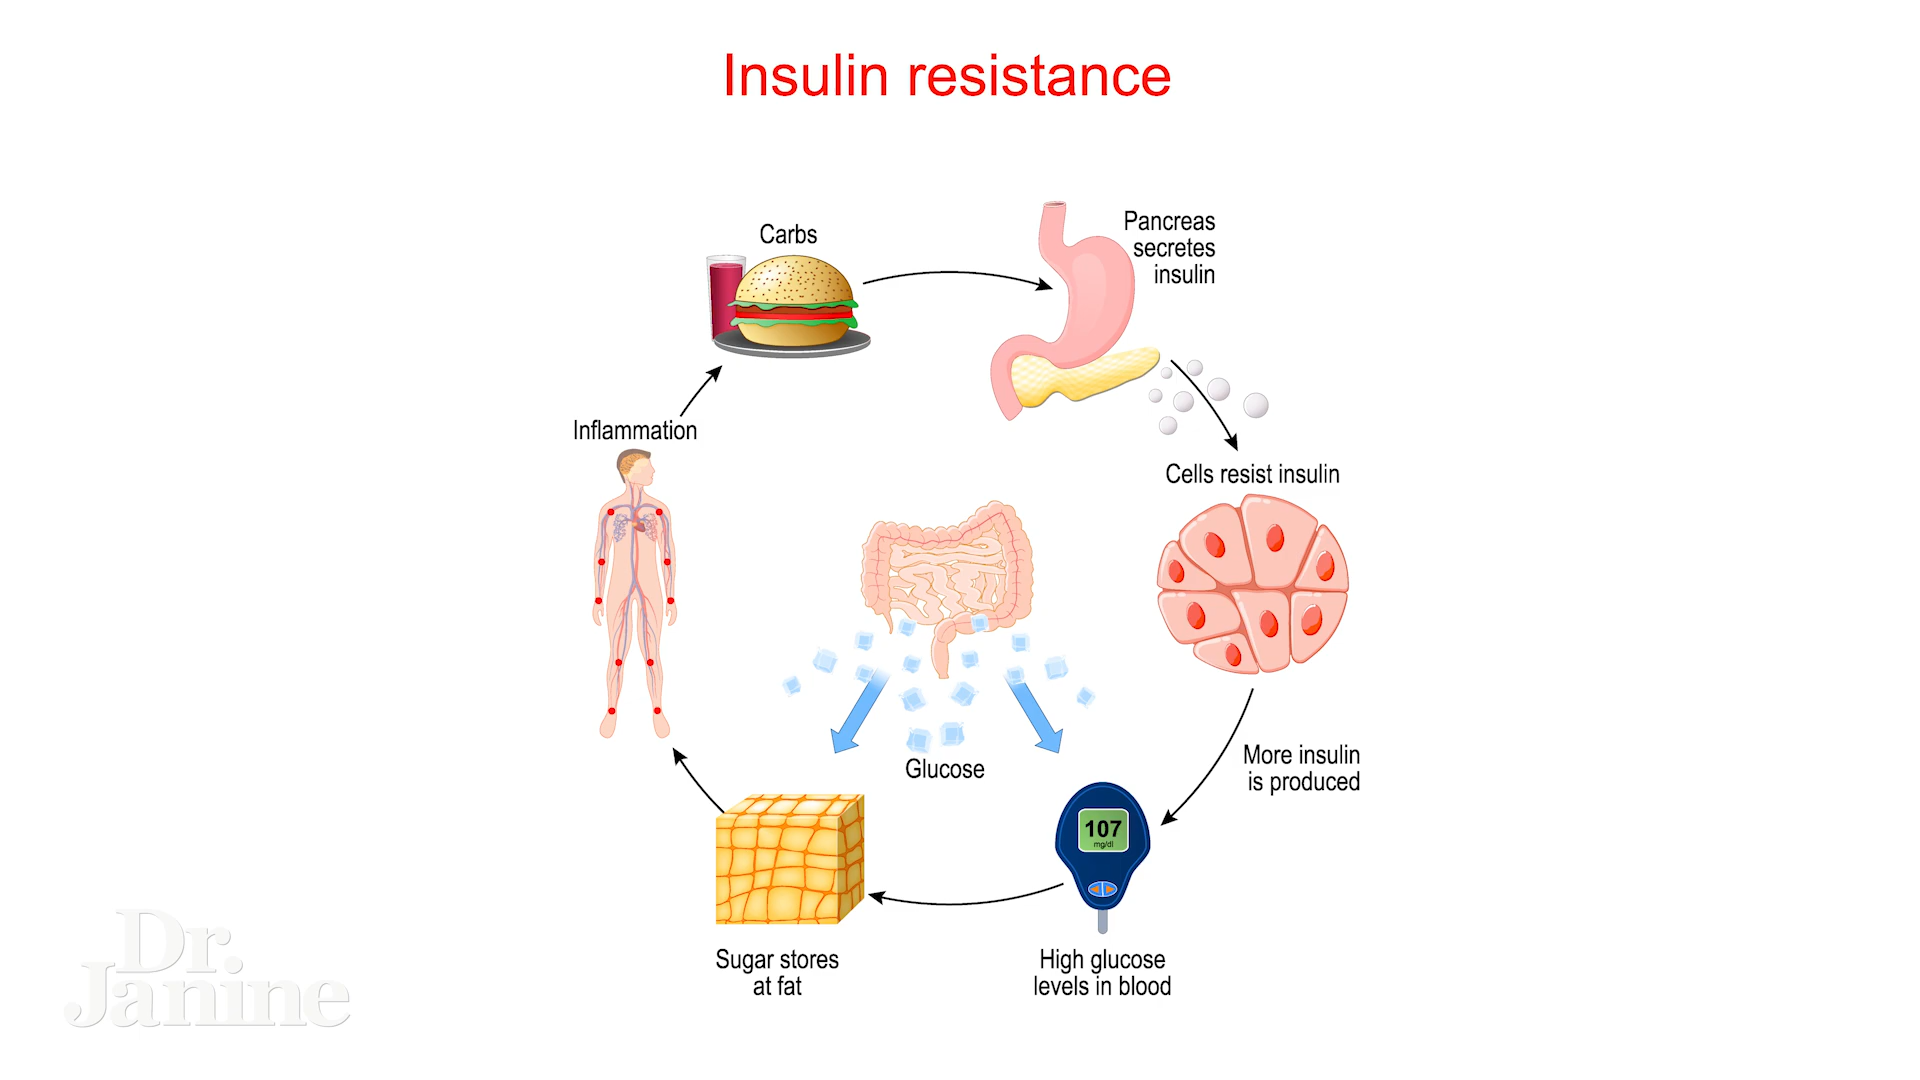 Insulin resistance
Carbs
Pancreas
secretes
insulin
Inflammation
Cells resist insulin
More insulin
is produced
Glucose
107
mg/dl
Sugar stores
at fat
High glucose
levels in blood
Dr.
Janine